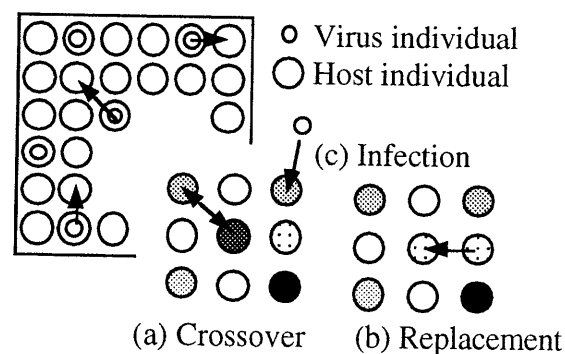 Virus individual
Host individual
(c) Infection
(a) Crossover
(b) Replacement